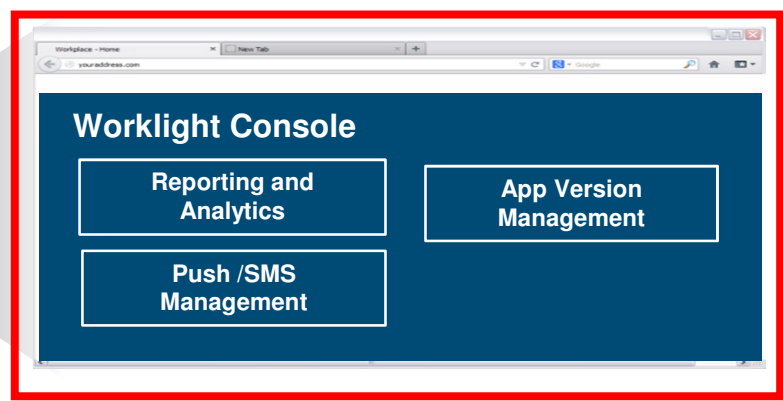 Workplace - Home
New Tab
youraddress.com
Google
Worklight Console
Reporting and
Analytics
App Version
Management
Push /SMS
Management